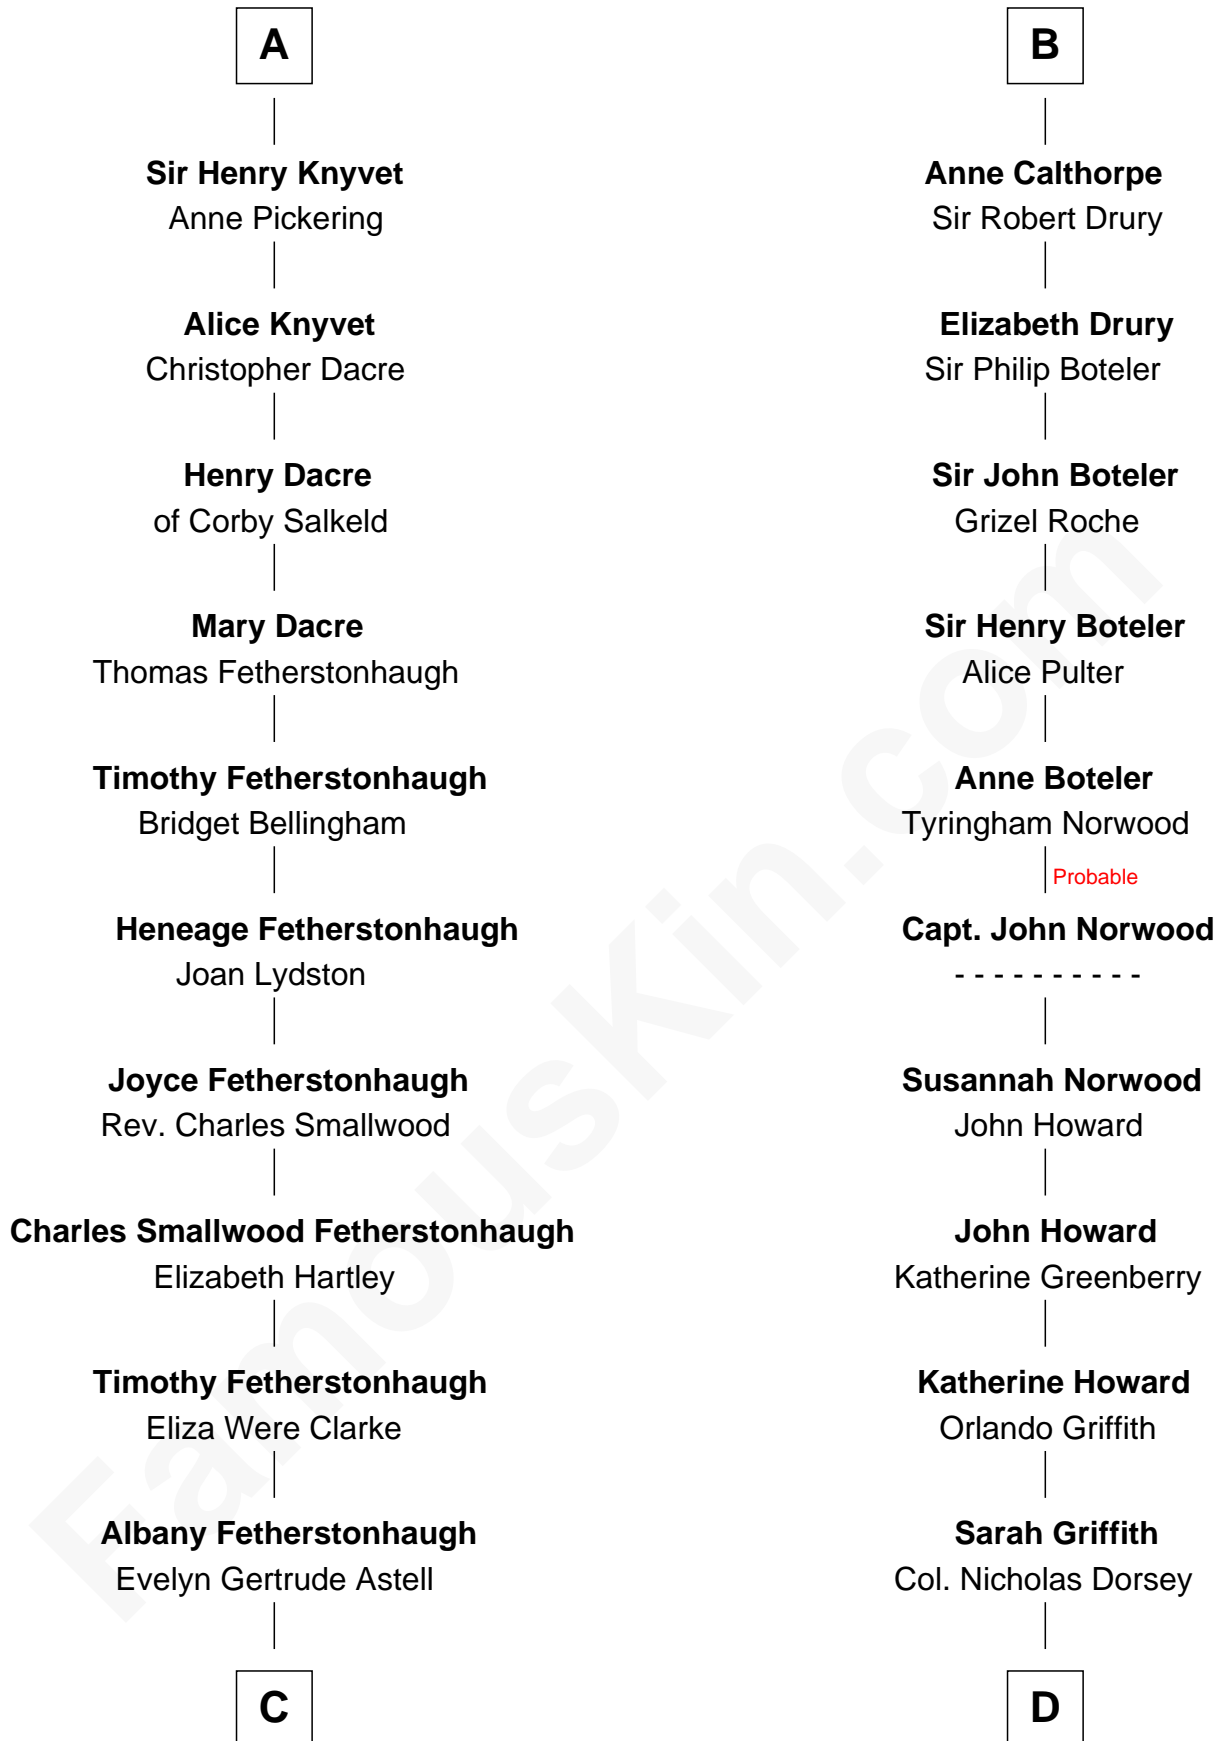 A
Sir Henry Knyvet
Anne Pickering
Alice Knyvet
Christopher Dacre
Henry Dacre
of Corby Salkeld
Mary Dacre
Thomas Fetherstonhaugh
Timothy Fetherstonhaugh
Bridget Bellingham
Heneage Fetherstonhaugh
Joan Lydston
Joyce Fetherstonhaugh
Rev. Charles Smallwood
Charles Smallwood Fetherstonhaugh
Elizabeth Hartley
Timothy Fetherstonhaugh
Eliza Were Clarke
Albany Fetherstonhaugh
Evelyn Gertrude Astell
C
B
Anne Calthorpe
Sir Robert Drury
Elizabeth Drury
Sir Philip Boteler
Sir John Boteler
Grizel Roche
Sir Henry Boteler
Alice Pulter
Anne Boteler
Tyringham Norwood
Probable
Capt. John Norwood
- - - - - - - - - -
Susannah Norwood
John Howard
John Howard
Katherine Greenberry
Katherine Howard
Orlando Griffith
Sarah Griffith
Col. Nicholas Dorsey
D
FamousKin.com